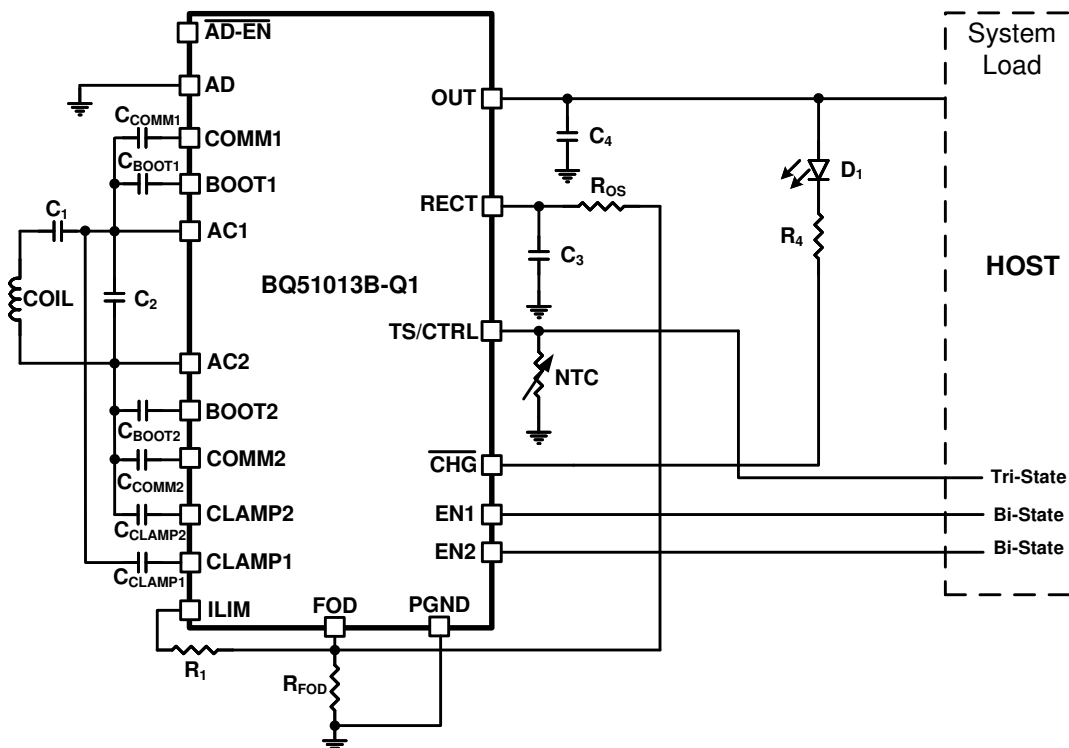 AD-EN
AD
CCOMM1
COMM1
CBOOT1
BOOT1
C1
AC1
COIL
C2
AC2
BOOT2
CBOOT2
COMM2
CCOMM2
CLAMP2
CCLAMP2
CLAMP1
CCLAMP1
ILIM
FOD
PGND
R1
RFOD
BQ51013B-Q1
OUT
C4
RECT
ROS
C3
TS/CTRL
NTC
CHG
EN1
EN2
D1
R4
System
Load
HOST
Tri-State
Bi-State
Bi-State